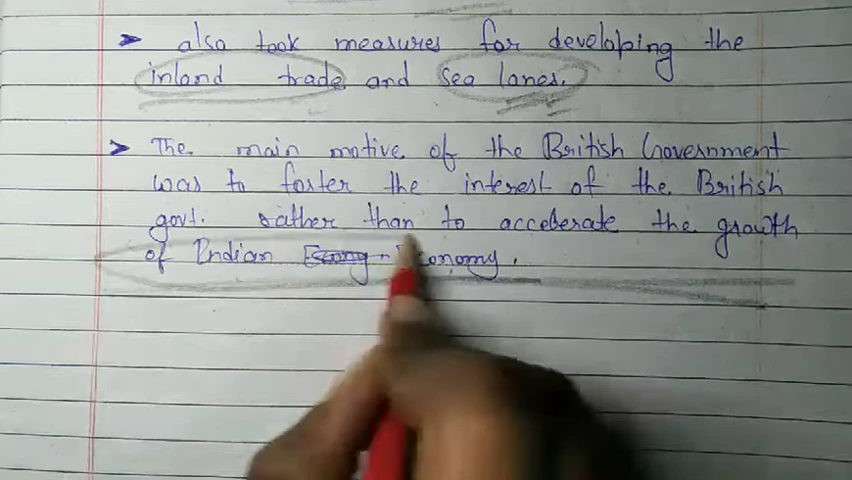 ➤ also took measures for developing the
inland trade and sea lanes.
➤ The main motive of the British Government
was to foster the interest of the British
govt. rather than to accelerate the growth
of Indian Economy.